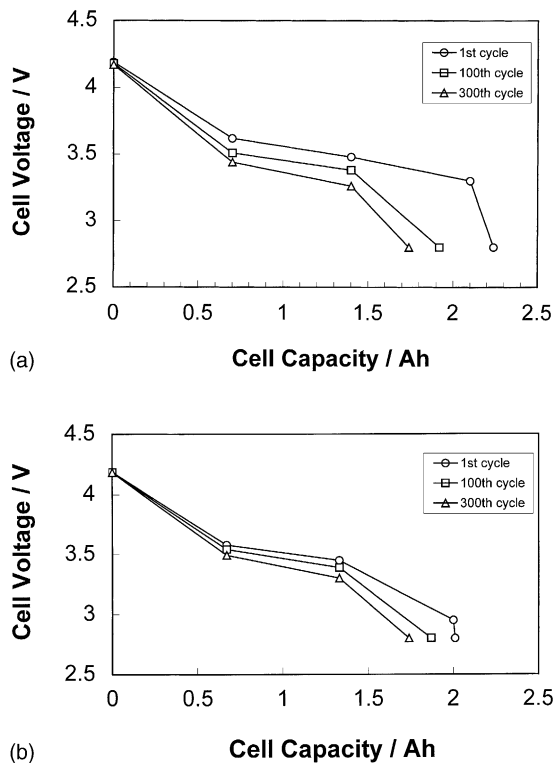 4.5
4
3.5
3
2.5
Cell Voltage / V
1st cycle
100th cycle
300th cycle
0 0.5 1 1.5 2 2.5
Cell Capacity / Ah
(a)
4.5
4
3.5
3
2.5
Cell Voltage / V
1st cycle
100th cycle
300th cycle
0 0.5 1 1.5 2 2.5
Cell Capacity / Ah
(b)